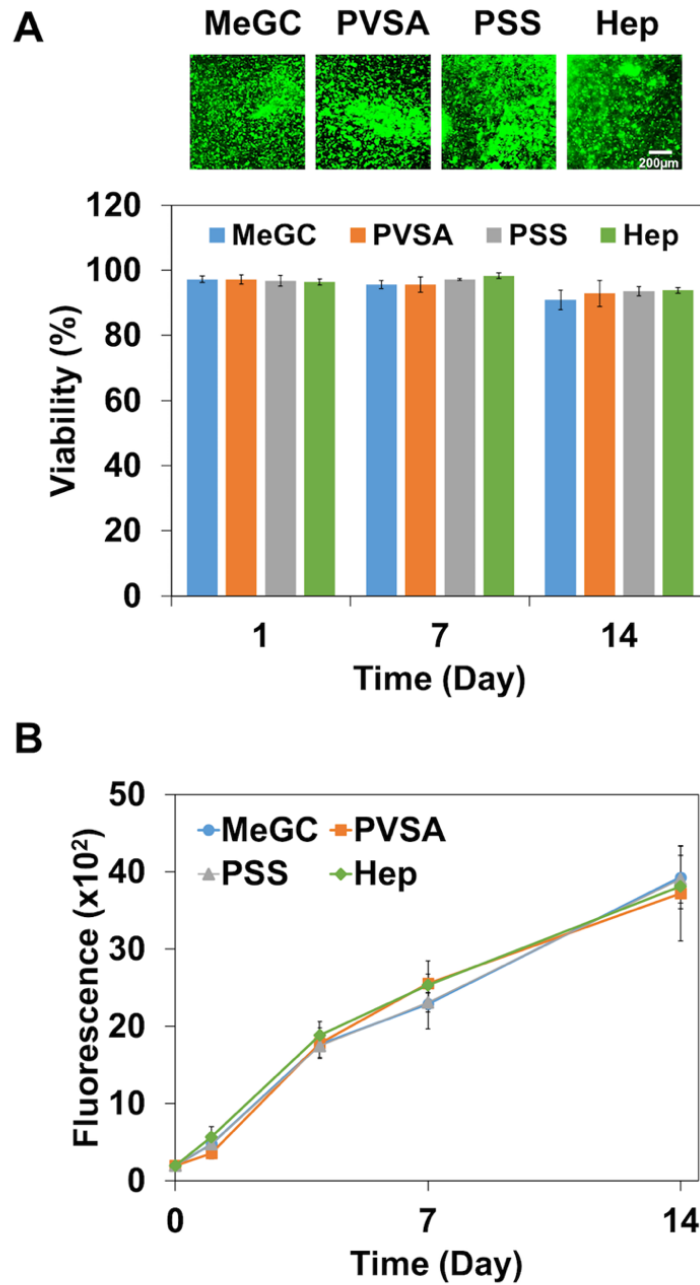 A
MeGC PVSA PSS Hep
200μm
120
100
80
60
40
20
0
Viability (%)
MeGC PVSA PSS Hep
1 7 14
Time (Day)
B
50
40
30
20
10
0
Fluorescence (x10²)
MeGC PVSA
PSS Hep
0 7 14
Time (Day)